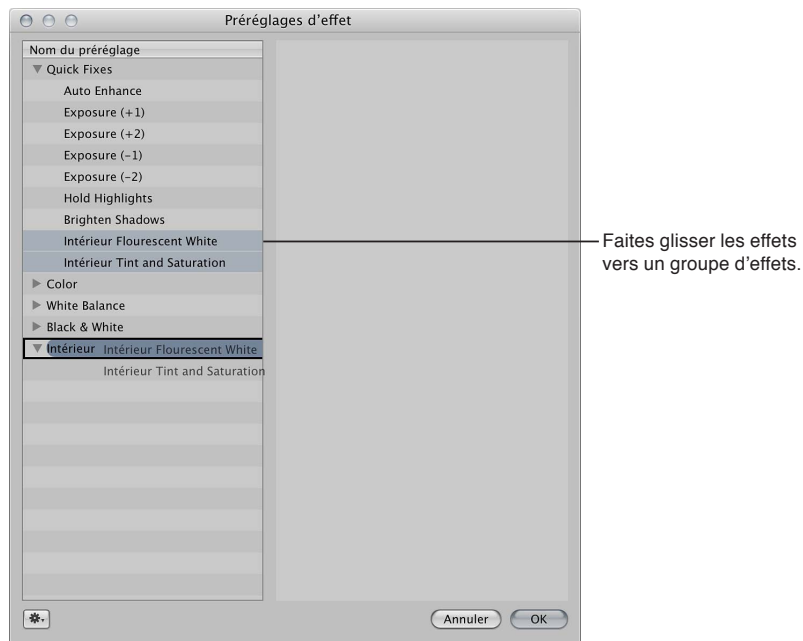 Préréglages d’effet
Nom du préréglage
Quick Fixes
Auto Enhance
Exposure (+1)
Exposure (+2)
Exposure (–1)
Exposure (–2)
Hold Highlights
Brighten Shadows
Intérieur Flourescent White
Intérieur Tint and Saturation
Color
White Balance
Black & White
Intérieur Intérieur Flourescent White
Intérieur Tint and Saturation
Faites glisser les effets
vers un groupe d’effets.
Annuler OK